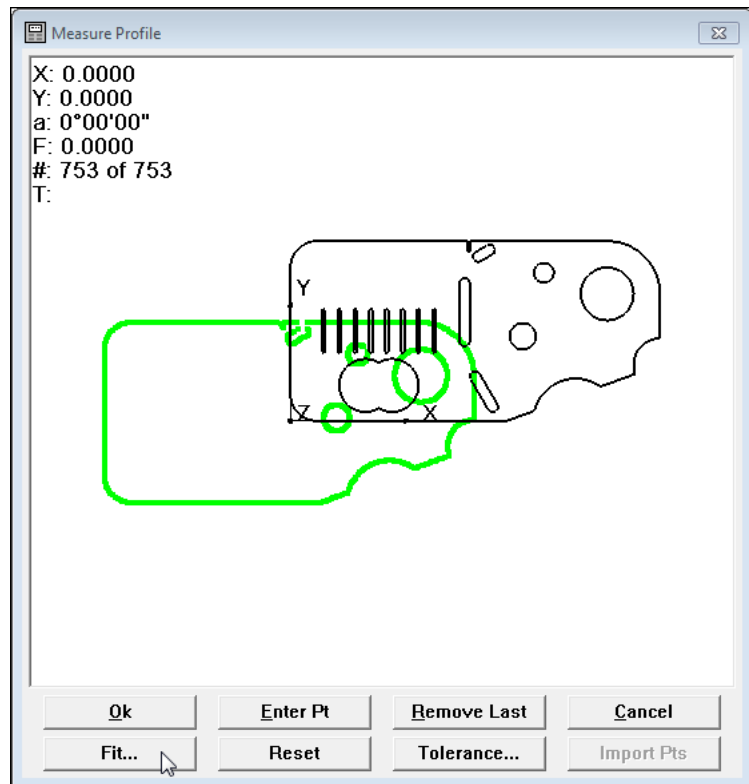 Measure Profile
X: 0.0000
Y: 0.0000
a: 0°00'00"
F: 0.0000
#: 753 of 753
T:
Y
Z
X
Ok
Enter Pt
Remove Last
Cancel
Fit...
Reset
Tolerance...
Import Pts